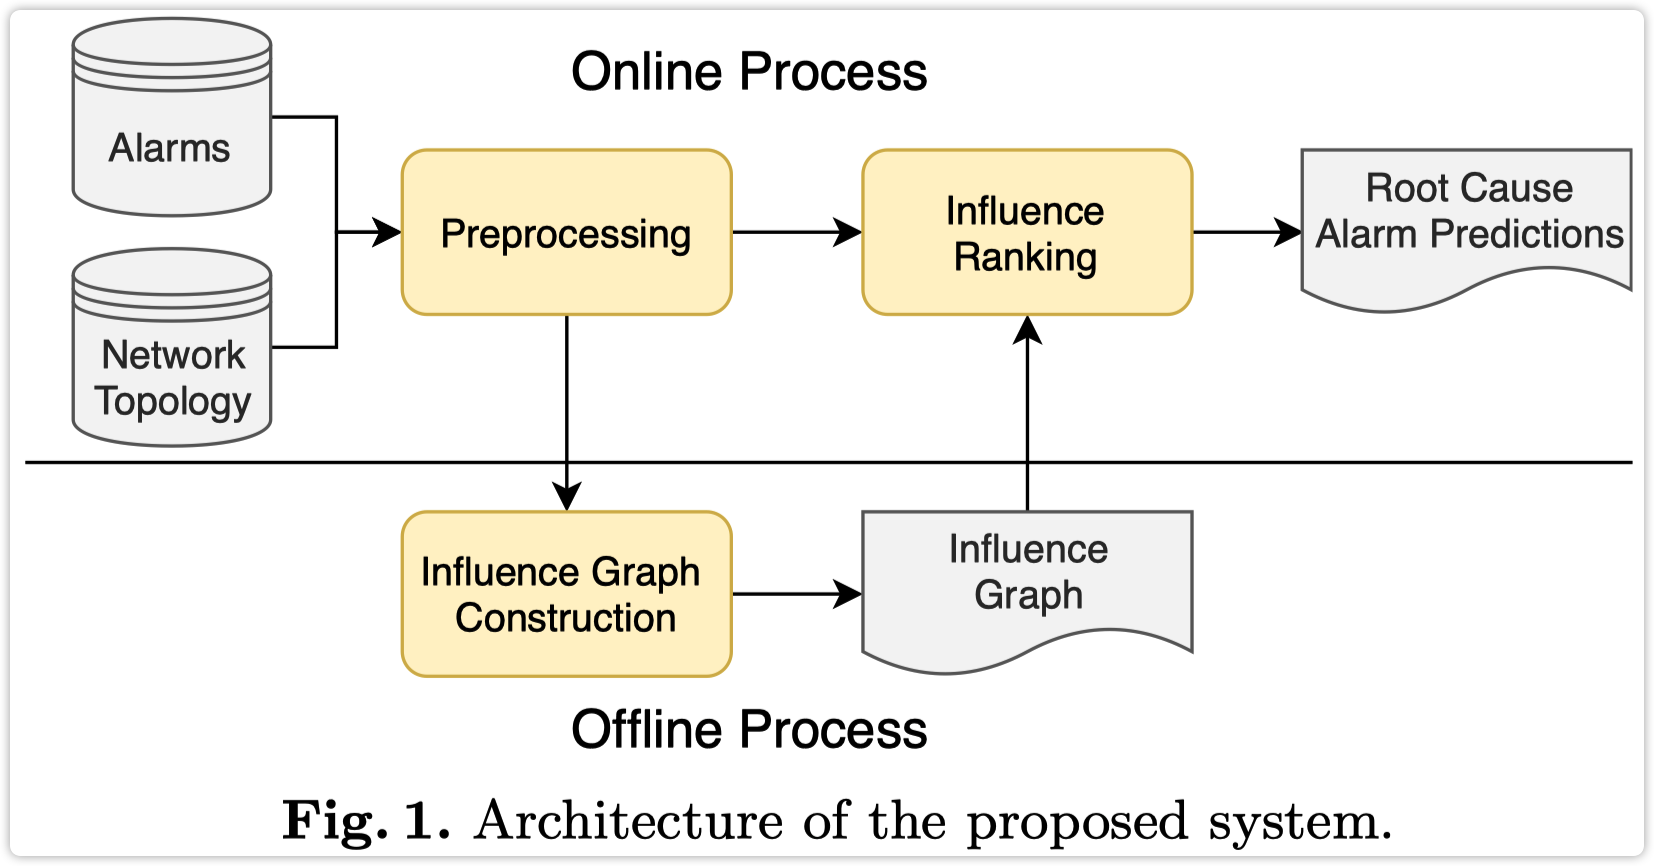 Online Process
Alarms
Preprocessing
Influence
Ranking
Root Cause
Alarm Predictions
Network
Topology
Influence Graph
Construction
Influence
Graph
Offline Process
Fig. 1. Architecture of the proposed system.